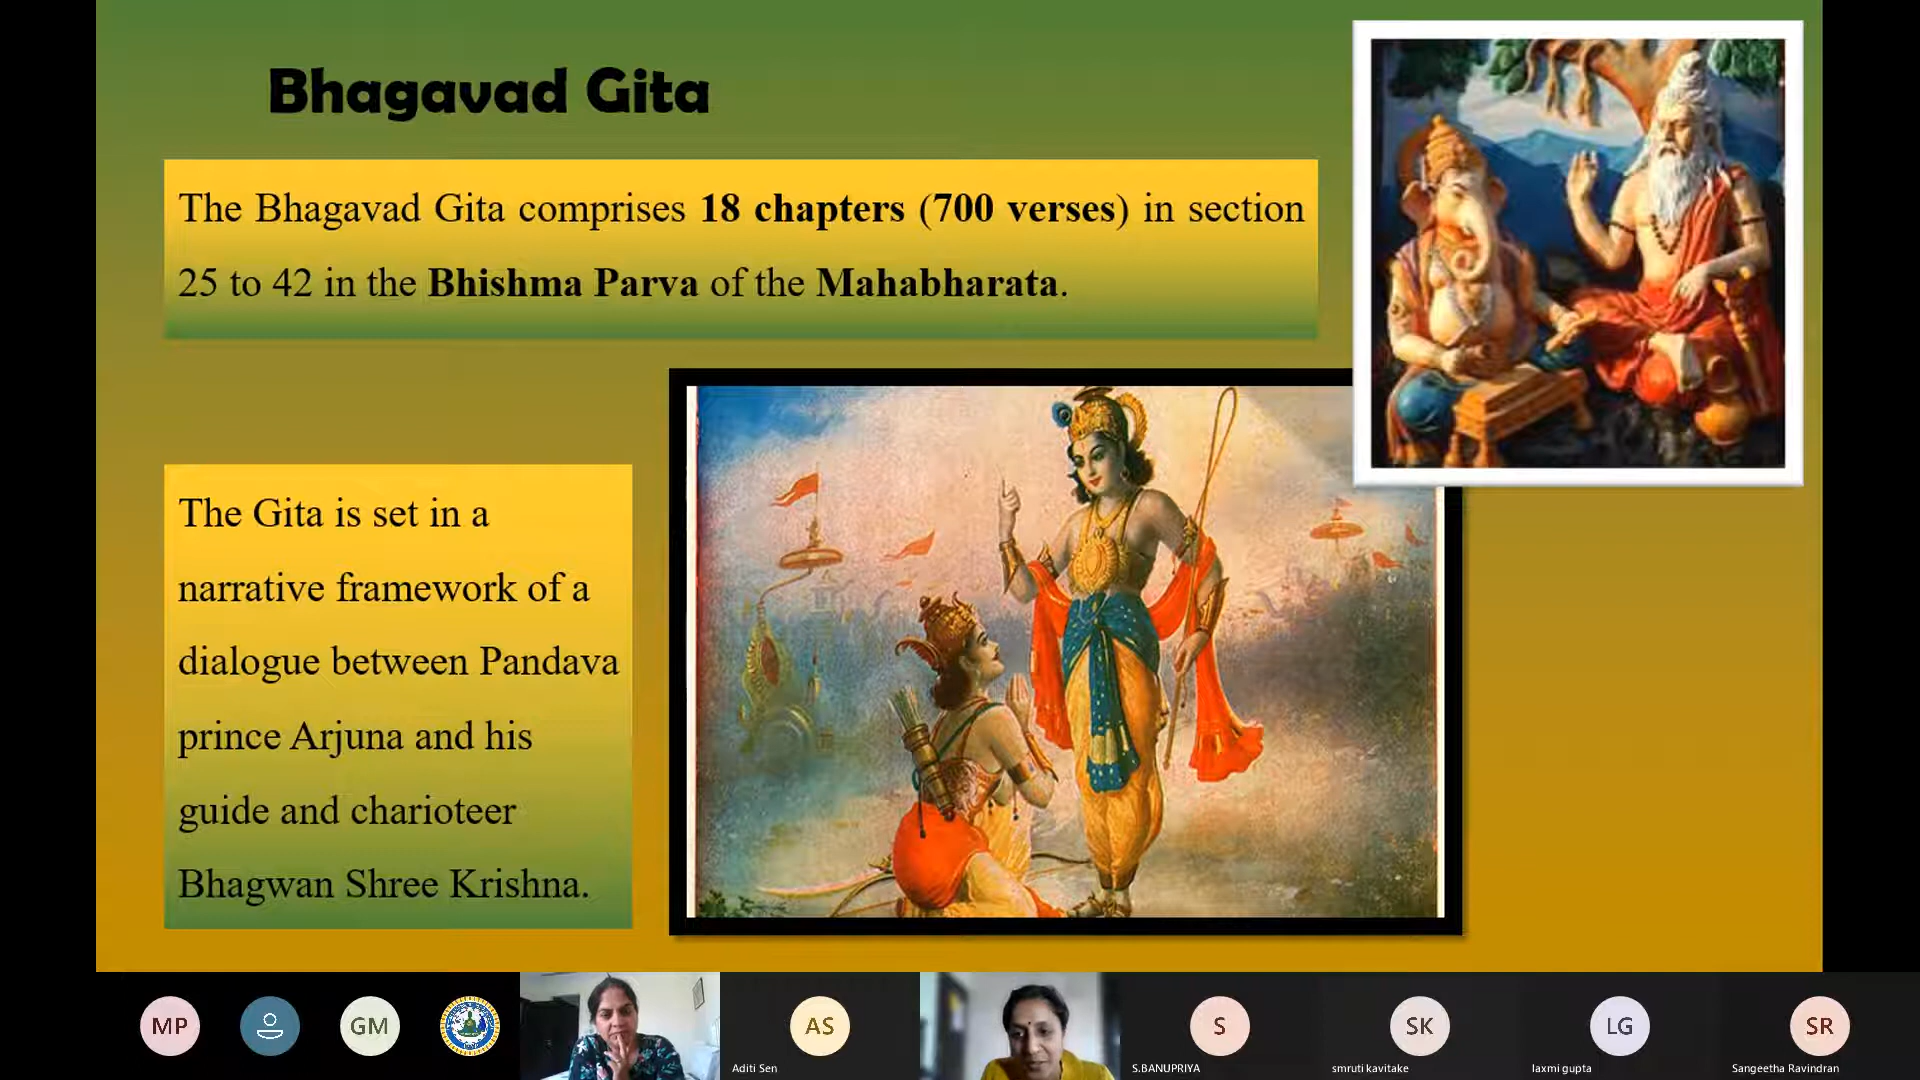 Bhagavad Gita
The Bhagavad Gita comprises 18 chapters (700 verses) in section
25 to 42 in the Bhishma Parva of the Mahabharata.
The Gita is set in a
narrative framework of a
dialogue between Pandava
prince Arjuna and his
guide and charioteer
Bhagwan Shree Krishna.
MP
GM
AS
S
SK
LG
SR
Aditi Sen
S.BANUPRIYA
smruti kavitake
laxmi gupta
Sangeetha Ravindran